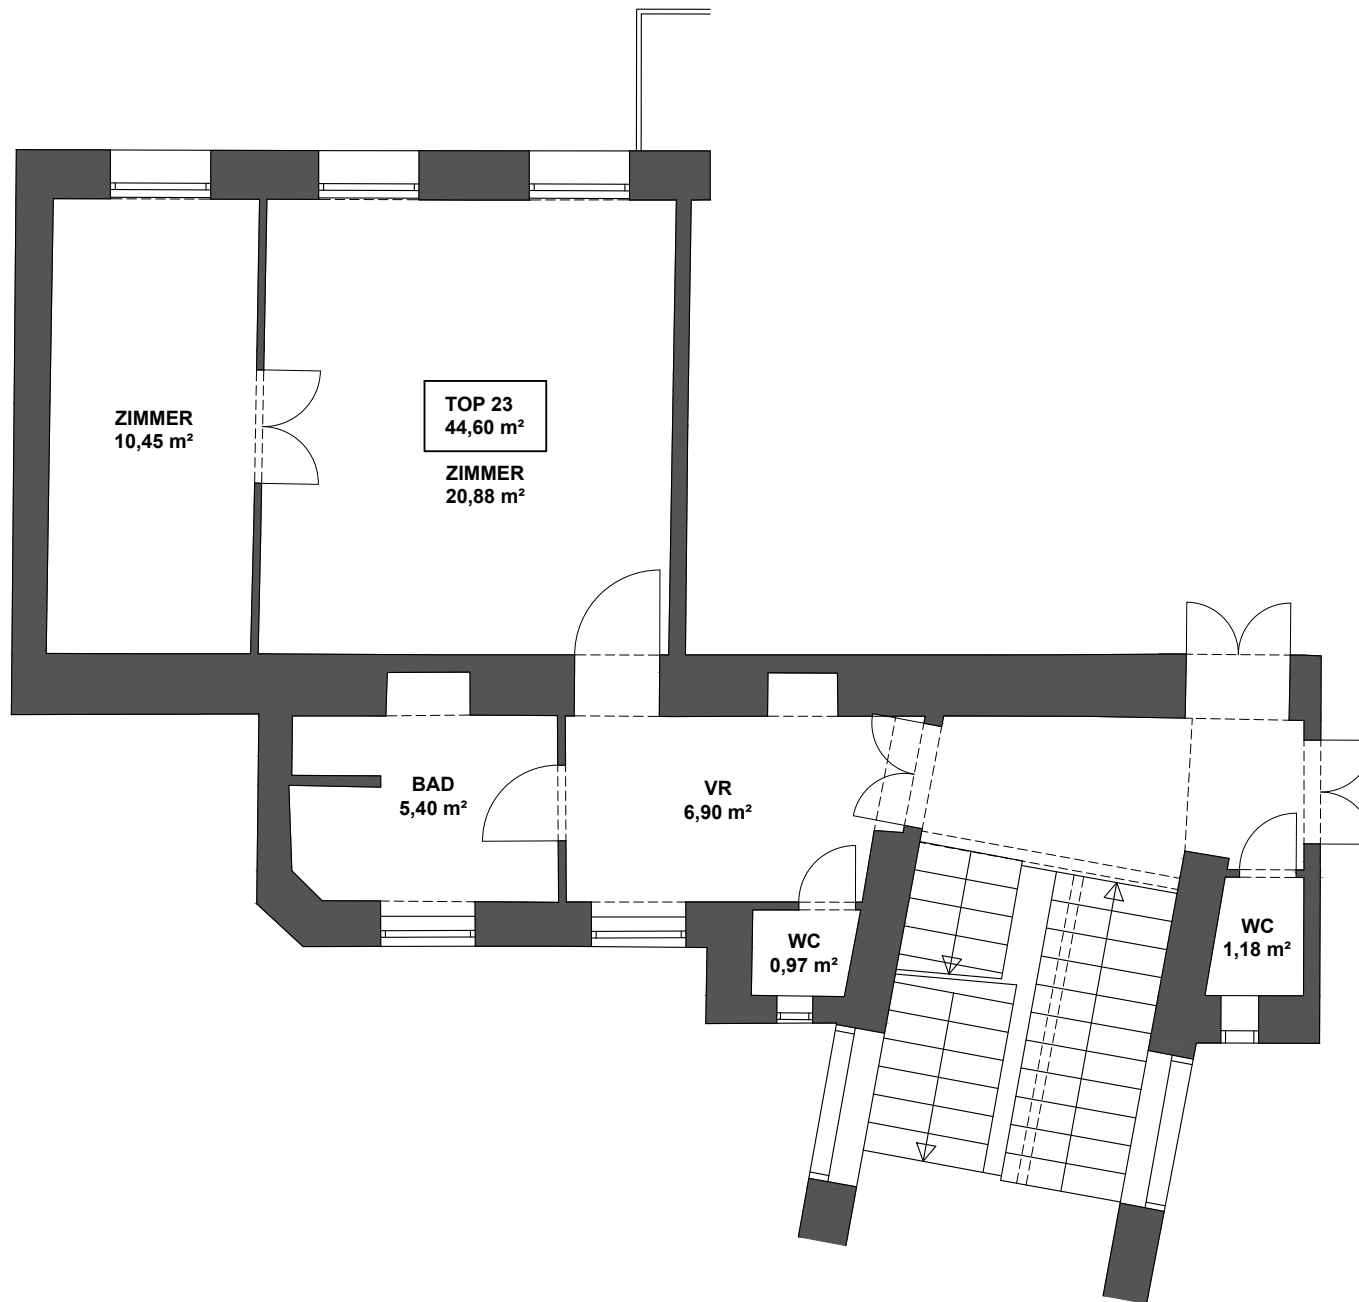 TOP 23
44,60 m²
ZIMMER
10,45 m²
ZIMMER
20,88 m²
BAD
5,40 m²
VR
6,90 m²
WC
0,97 m²
WC
1,18 m²